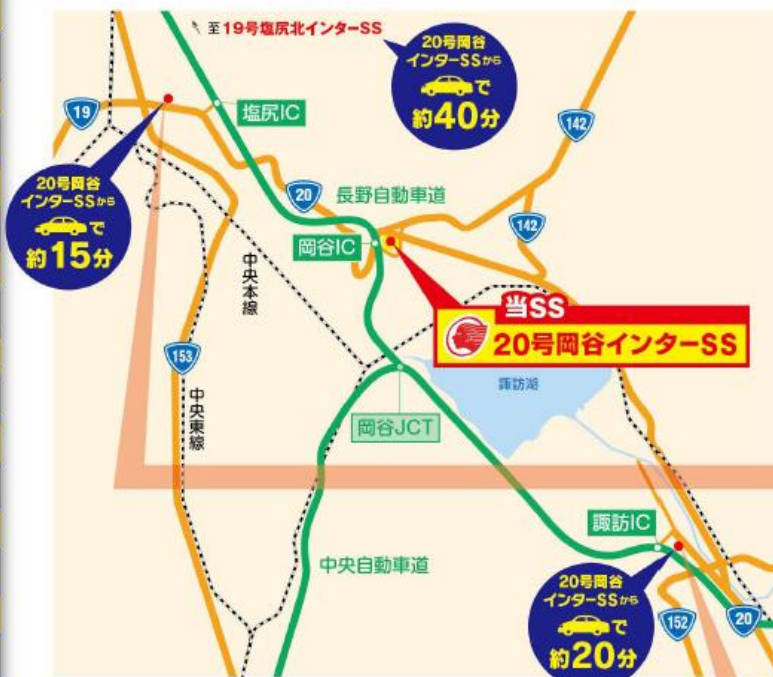 至19号塩尻北インターSS
20号岡谷
インターSSから
で
約40分
19
塩尻IC
142
20号岡谷
インターSSから
で
約15分
20
長野自動車道
142
岡谷IC
中央本線
当SS
20号岡谷インターSS
153
諏訪湖
中央東線
岡谷JCT
諏訪IC
中央自動車道
20号岡谷
インターSSから
で
約20分
152
20